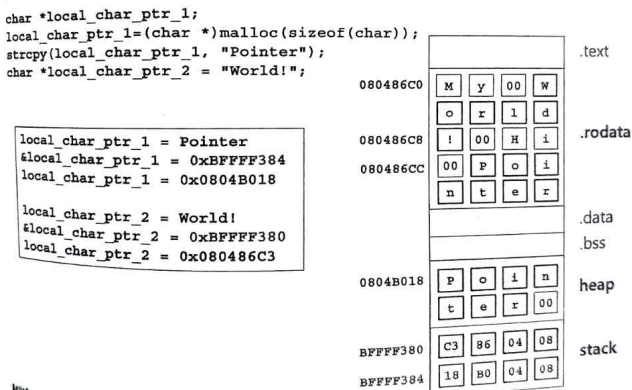 char *local_char_ptr_1;
local_char_ptr_1=(char *)malloc(sizeof(char));
strcpy(local_char_ptr_1, "Pointer");
char *local_char_ptr_2 = "World!";
local_char_ptr_1 = Pointer
&local_char_ptr_1 = 0xBFFFF384
local_char_ptr_1 = 0x0804B018
local_char_ptr_2 = World!
&local_char_ptr_2 = 0xBFFFF380
local_char_ptr_2 = 0x080486C3
.text
080486C0 M y 00 W
o r l d
080486C8 ! 00 H i .rodata
080486CC 00 P o i
n t e r
.data
.bss
0804B018 P o i n heap
t e r 00
BFFFF380 C3 86 04 08 stack
BFFFF384 18 B0 04 08